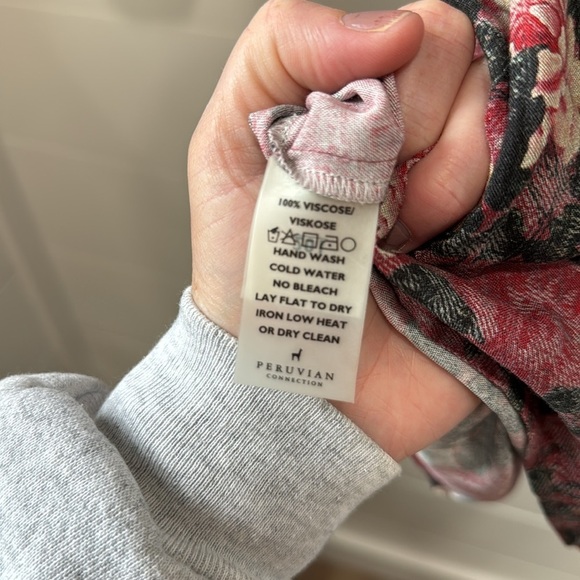 100% VISCOSE/
VISKOSE
HAND WASH
COLD WATER
NO BLEACH
LAY FLAT TO DRY
IRON LOW HEAT
OR DRY CLEAN
PERUVIAN
CONNECTION